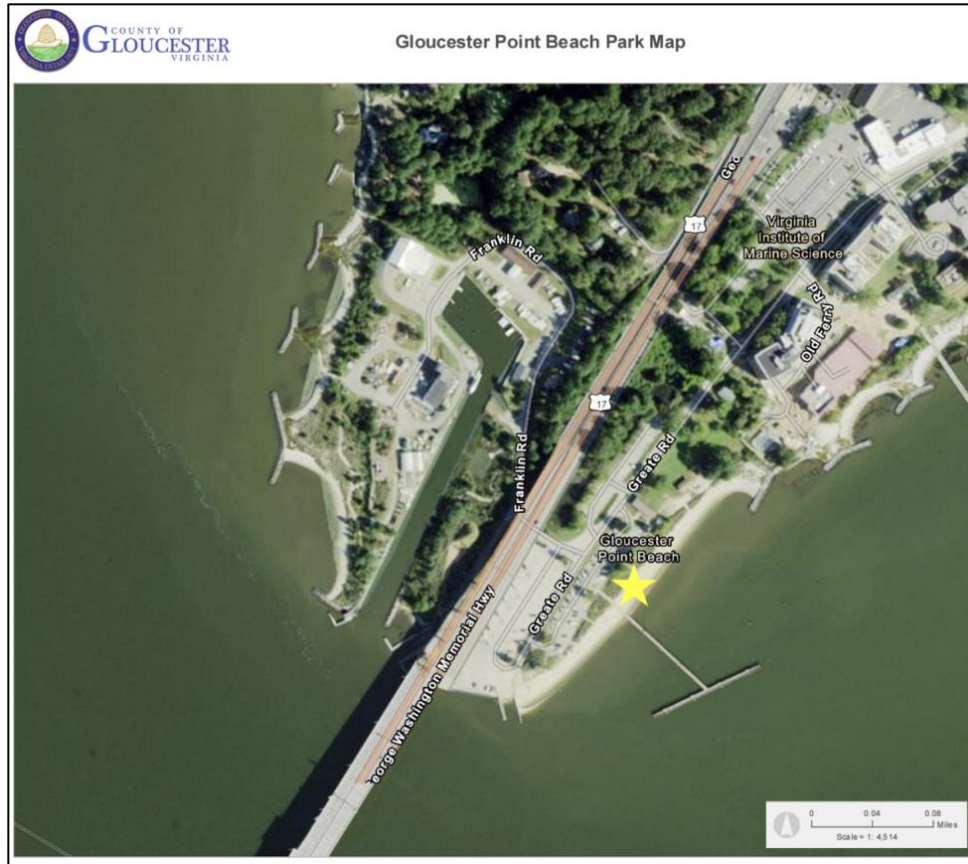 COUNTY OF
GLOUCESTER
VIRGINIA
Gloucester Point Beach Park Map
Geo
17
Virginia
Institute of
Marine Science
Franklin Rd
Old Ferry Rd
17
Greate Rd
Franklin Rd
Gloucester
Point Beach
Greate Rd
George Washington Memorial Hwy
0 0.04 0.08
Miles
Scale = 1: 4,514